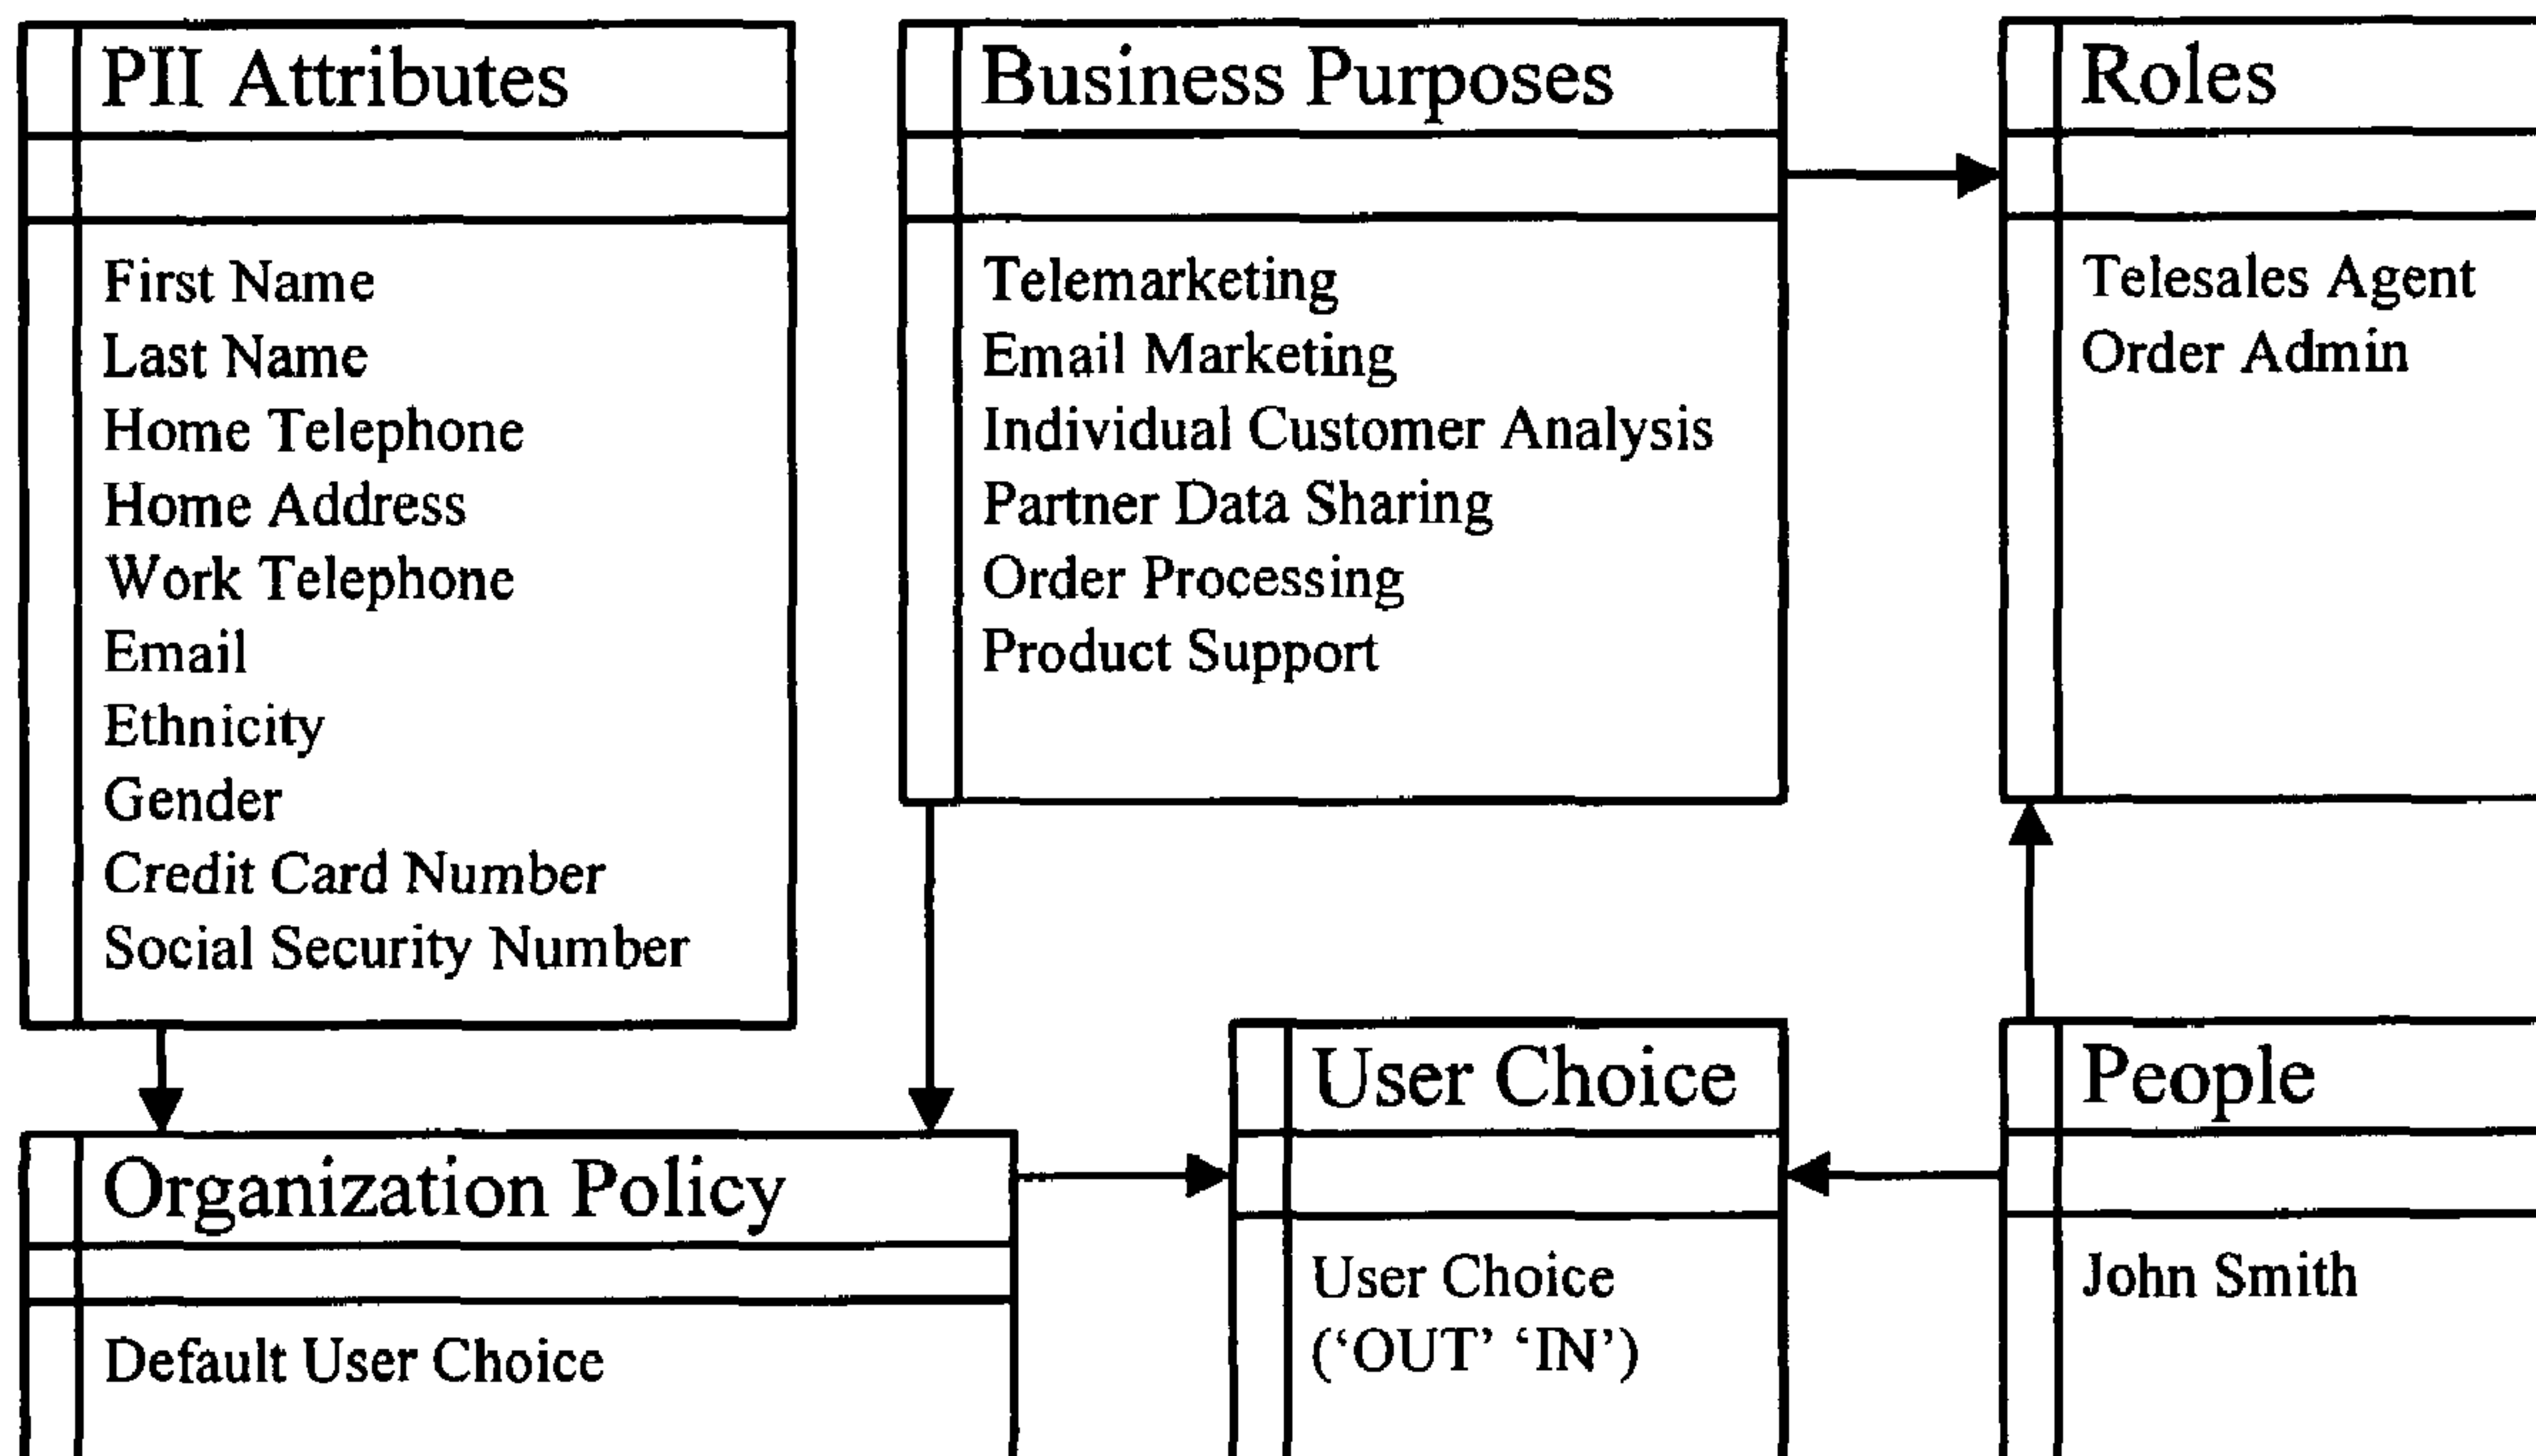 PII Attributes
First Name
Last Name
Home Telephone
Home Address
Work Telephone
Email
Ethnicity
Gender
Credit Card Number
Social Security Number
Business Purposes
Telemarketing
Email Marketing
Individual Customer Analysis
Partner Data Sharing
Order Processing
Product Support
Roles
Telesales Agent
Order Admin
Organization Policy
Default User Choice
User Choice
User Choice
(‘OUT’ ‘IN’)
People
John Smith